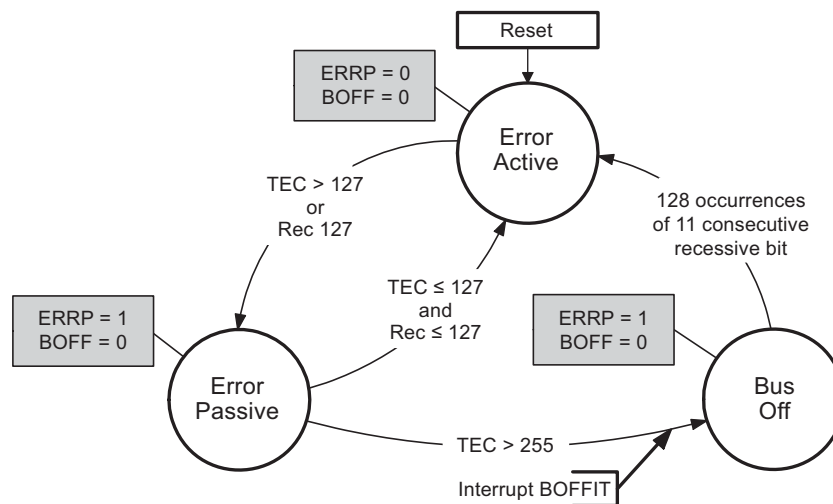 Reset
ERRP = 0
BOFF = 0
Error
Active
TEC > 127
or
Rec 127
128 occurrences
of 11 consecutive
recessive bit
TEC ≤ 127
and
Rec ≤ 127
ERRP = 1
BOFF = 0
ERRP = 1
BOFF = 0
Error
Passive
Bus
Off
TEC > 255
Interrupt BOFFIT